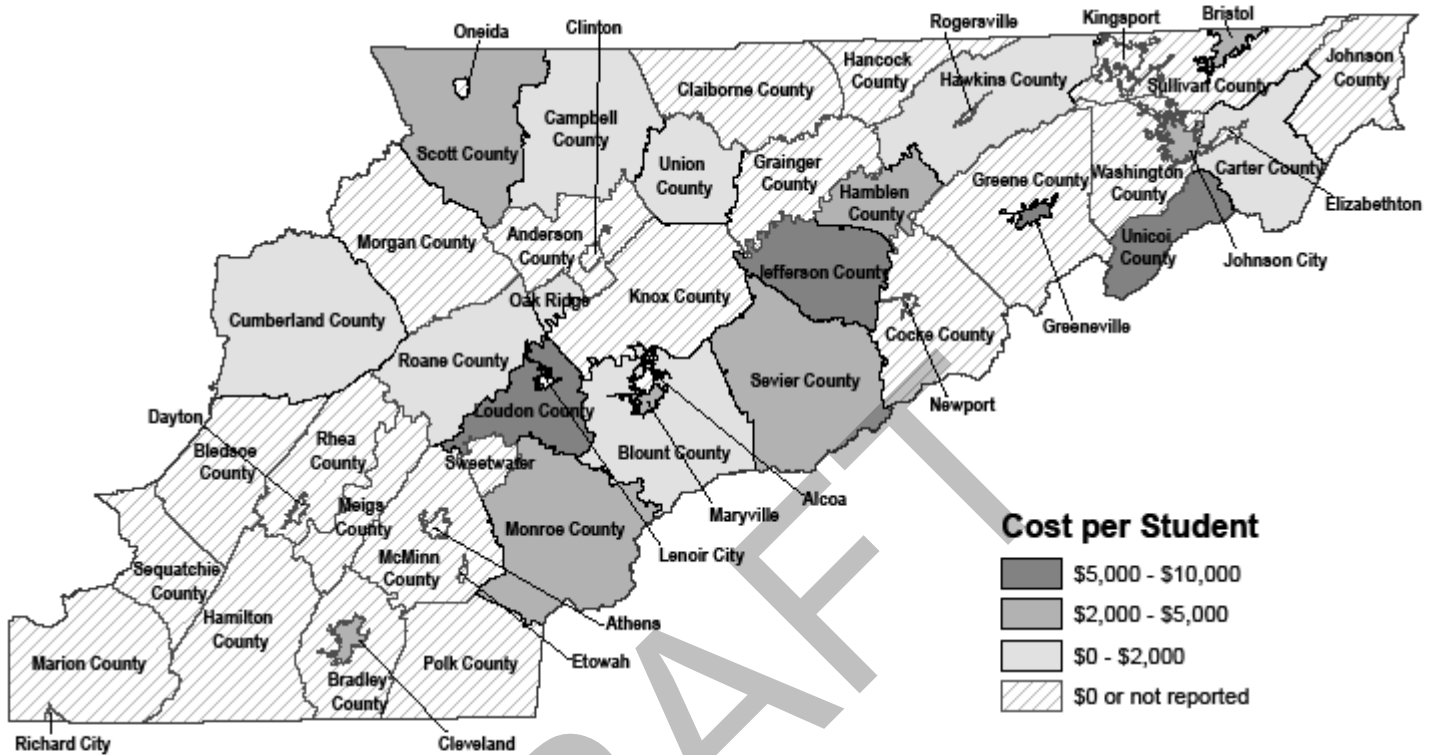 Oneida
Clinton
Rogersville
Kingsport
Bristol
Hancock
County
Johnson
County
Claiborne County
Hawkins County
Sullivan County
Campbell
County
Scott County
Union
County
Grainger
County
Hamblen
County
Greene County
Washington
County
Carter County
Elizabethton
Morgan County
Anderson
County
Unicoi
County
Johnson City
Jefferson County
Oak Ridge
Knox County
Cumberland County
Greeneville
Cocke County
Roane County
Sevier County
Newport
Dayton
Loudon County
Rhea
County
Bledsoe
County
Sweetwater
Blount County
Alcoa
Maryville
Meigs
County
Monroe County
Lenoir City
McMinn
County
Sequatchie
County
Hamilton
County
Athens
Etowah
Marion County
Polk County
Bradley
County
Richard City
Cleveland
Cost per Student
$5,000 - $10,000
$2,000 - $5,000
$0 - $2,000
$0 or not reported
DRAFT